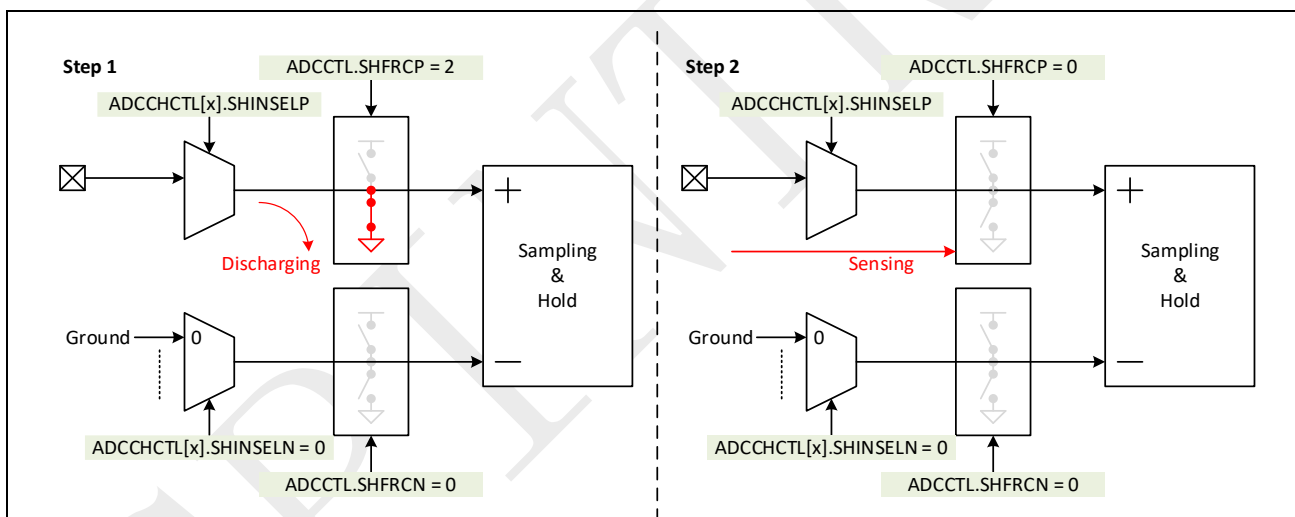 Step 1
ADCCTL.SHFRCP = 2
ADCCHCTL[x].SHINSELP
Discharging
+
Sampling
&
Hold
Ground
0
−
ADCCHCTL[x].SHINSELN = 0
ADCCTL.SHFRCN = 0
Step 2
ADCCTL.SHFRCP = 0
ADCCHCTL[x].SHINSELP
Sensing
+
Sampling
&
Hold
Ground
0
−
ADCCHCTL[x].SHINSELN = 0
ADCCTL.SHFRCN = 0